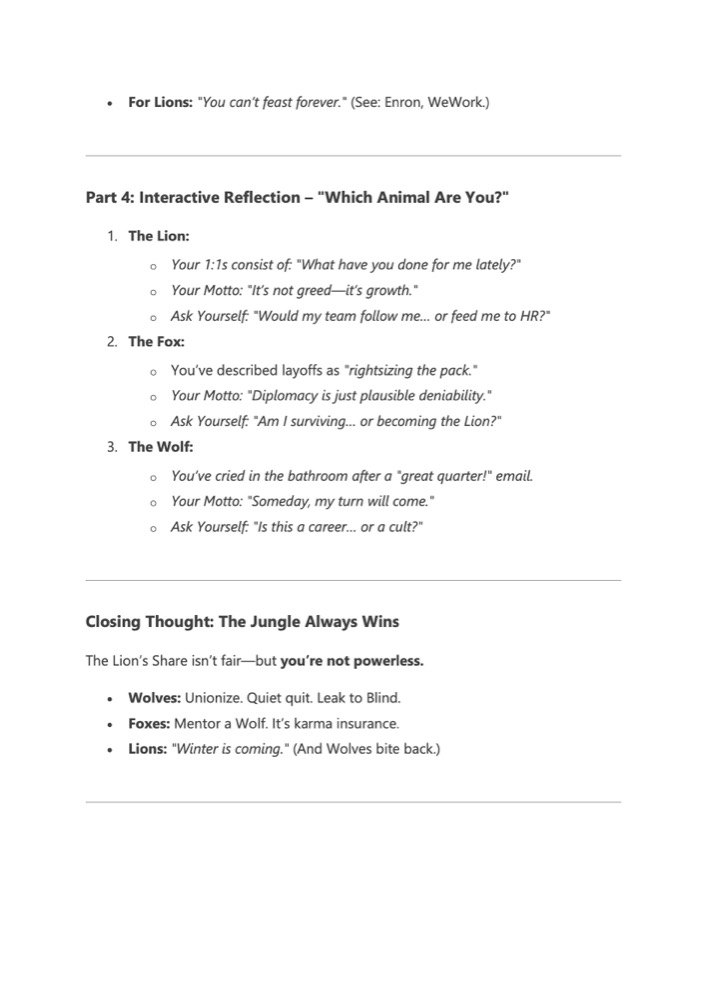 • For Lions: "You can't feast forever." (See: Enron, WeWork.)
Part 4: Interactive Reflection – "Which Animal Are You?"
1. The Lion:
○ Your 1:1s consist of: "What have you done for me lately?"
○ Your Motto: "It's not greed—it's growth."
○ Ask Yourself: "Would my team follow me... or feed me to HR?"
2. The Fox:
○ You've described layoffs as "rightsizing the pack."
○ Your Motto: "Diplomacy is just plausible deniability."
○ Ask Yourself: "Am I surviving... or becoming the Lion?"
3. The Wolf:
○ You've cried in the bathroom after a "great quarter!" email.
○ Your Motto: "Someday, my turn will come."
○ Ask Yourself: "Is this a career... or a cult?"
Closing Thought: The Jungle Always Wins
The Lion's Share isn't fair—but you're not powerless.
• Wolves: Unionize. Quiet quit. Leak to Blind.
• Foxes: Mentor a Wolf. It's karma insurance.
• Lions: "Winter is coming." (And Wolves bite back.)